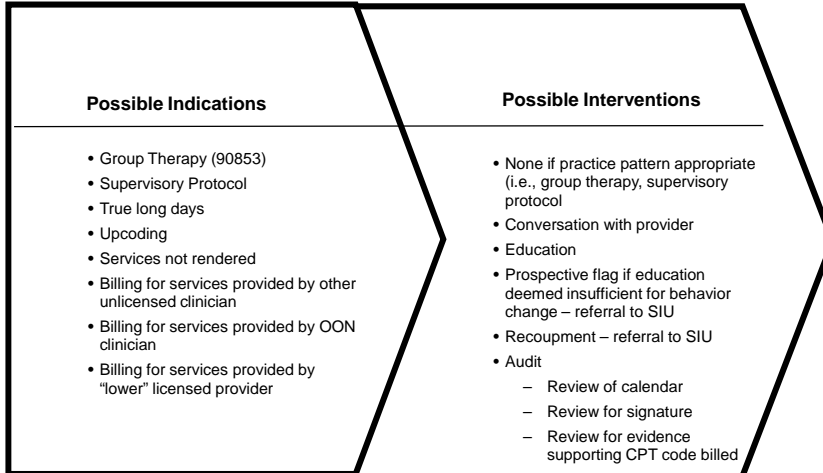 Possible Indications
• Group Therapy (90853)
• Supervisory Protocol
• True long days
• Upcoding
• Services not rendered
• Billing for services provided by other
unlicensed clinician
• Billing for services provided by OON
clinician
• Billing for services provided by
“lower” licensed provider
Possible Interventions
• None if practice pattern appropriate
(i.e., group therapy, supervisory
protocol
• Conversation with provider
• Education
• Prospective flag if education
deemed insufficient for behavior
change – referral to SIU
• Recoupment – referral to SIU
• Audit
– Review of calendar
– Review for signature
– Review for evidence
supporting CPT code billed